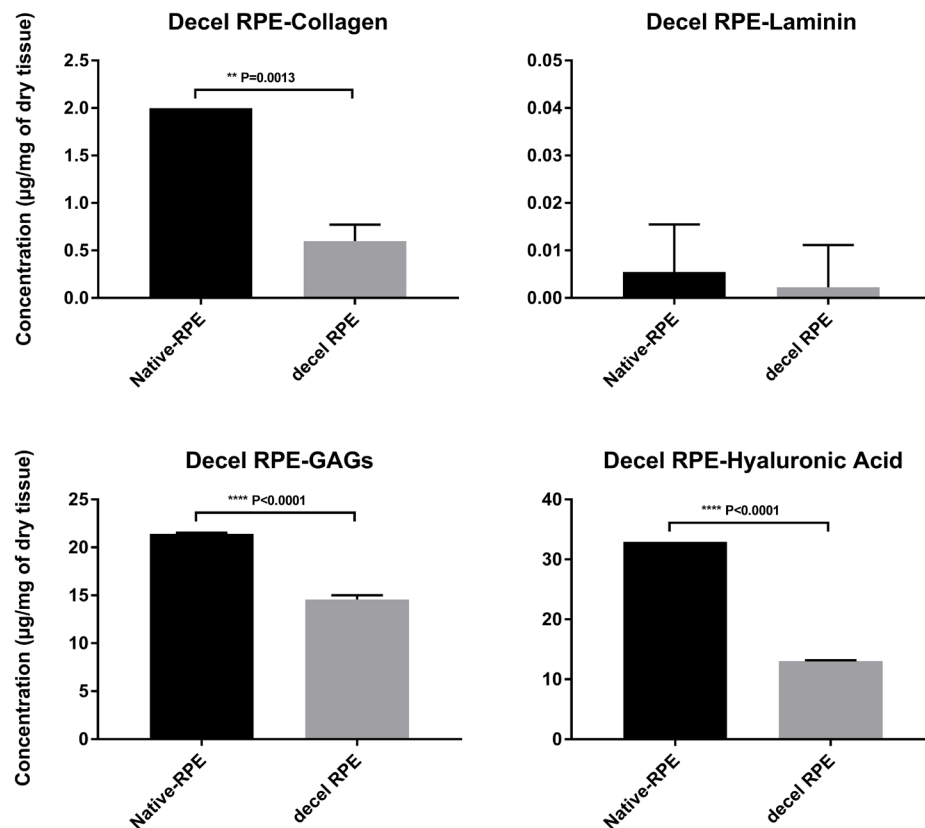 Decel RPE-Collagen
Concentration (µg/mg of dry tissue)
2.5
2.0
1.5
1.0
0.5
0.0
** P=0.0013
Native-RPE
decel RPE
Decel RPE-Laminin
0.05
0.04
0.03
0.02
0.01
0.00
Native-RPE
decel RPE
Decel RPE-GAGs
Concentration (µg/mg of dry tissue)
25
20
15
10
5
0
**** P<0.0001
Native-RPE
decel RPE
Decel RPE-Hyaluronic Acid
40
30
20
10
0
**** P<0.0001
Native-RPE
decel RPE